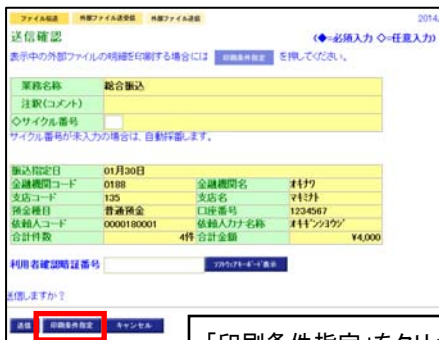 ファイル伝送 外部ファイル送受信 外部ファイル送信
2014.
送信確認
(◆=必須入力 ◇=任意入力)
表示中の外部ファイルの明細を印刷する場合には 印刷条件指定 を押してください。
業務名称 総合振込
注釈(コメント)
◇サイクル番号
サイクル番号が未入力の場合は、自動採番します。
振込指定日 01月30日
金融機関コード 0188 金融機関名 オキナワ
支店コード 135 支店名 マキミナト
預金種目 普通預金 口座番号 1234567
依頼人コード 0000180001 依頼人カナ名称 オキギンシヨウジ
合計件数 4件 合計金額 ¥4,000
利用者確認暗証番号 ソフトウェアキーボード表示
送信しますか?
送信 印刷条件指定 キャンセル
「印刷条件指定」をクリ